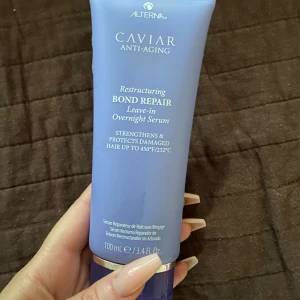 ALTERNA
CAVIAR
ANTI-AGING
Restructuring
BOND REPAIR
Leave-in
Overnight Serum
STRENGTHENS &
PROTECTS DAMAGED
HAIR UP TO 450°F/232°C
100 mL ℮ / 3.4 Fl. Oz.